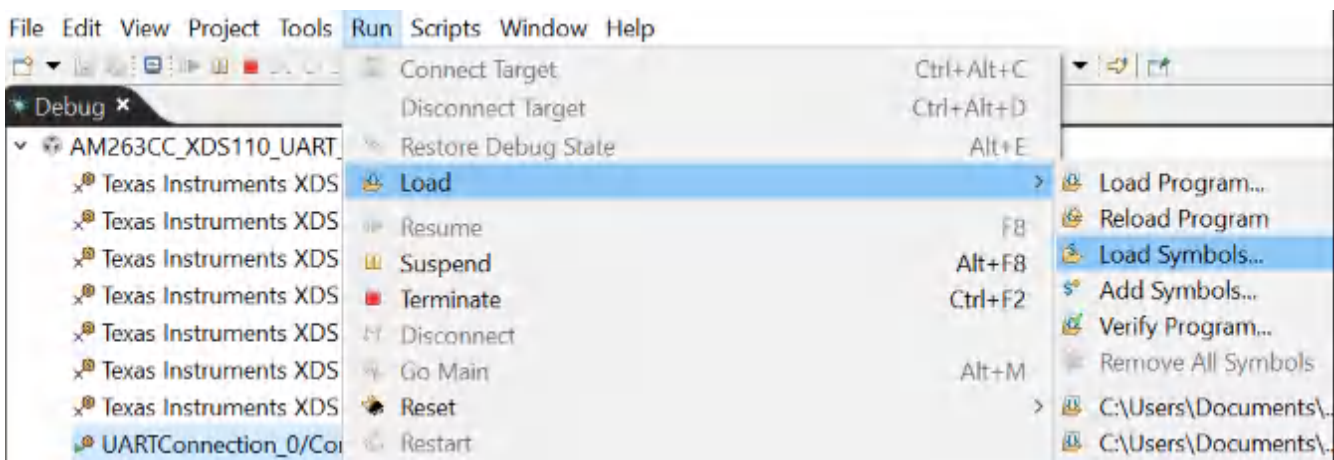 File Edit View Project Tools Run Scripts Window Help
Connect Target Ctrl+Alt+C
Debug
Disconnect Target Ctrl+Alt+D
AM263CC_XDS110_UART_ Restore Debug State Alt+E
Texas Instruments XDS Load Load Program...
Texas Instruments XDS Resume F8 Reload Program
Texas Instruments XDS Suspend Alt+F8 Load Symbols...
Texas Instruments XDS Terminate Ctrl+F2 Add Symbols...
Texas Instruments XDS Disconnect Verify Program...
Texas Instruments XDS Go Main Alt+M Remove All Symbols
Texas Instruments XDS Reset C:\Users\Documents\..
UARTConnection_0/Co Restart C:\Users\Documents\..